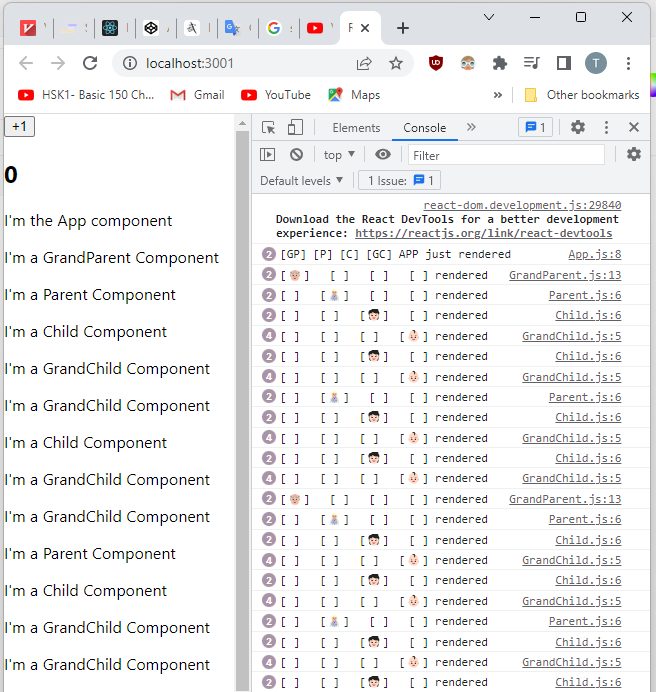 localhost:3001
HSK1- Basic 150 Ch...
Gmail
YouTube
Maps
»
Other bookmarks
+1
0
I'm the App component
I'm a GrandParent Component
I'm a Parent Component
I'm a Child Component
I'm a GrandChild Component
I'm a GrandChild Component
I'm a Child Component
I'm a GrandChild Component
I'm a GrandChild Component
I'm a Parent Component
I'm a Child Component
I'm a GrandChild Component
I'm a GrandChild Component
Elements
Console
»
1
top
Filter
Default levels
1 Issue: 1
react-dom.development.js:29840
Download the React DevTools for a better development
experience: https://reactjs.org/link/react-devtools
2 [GP] [P] [C] [GC] APP just rendered App.js:8
2 [👴] [ ] [ ] [ ] rendered GrandParent.js:13
2 [ ] [👩] [ ] [ ] rendered Parent.js:6
2 [ ] [ ] [👦] [ ] rendered Child.js:6
4 [ ] [ ] [ ] [👶] rendered GrandChild.js:5
2 [ ] [ ] [👦] [ ] rendered Child.js:6
4 [ ] [ ] [ ] [👶] rendered GrandChild.js:5
2 [ ] [👩] [ ] [ ] rendered Parent.js:6
2 [ ] [ ] [👦] [ ] rendered Child.js:6
4 [ ] [ ] [ ] [👶] rendered GrandChild.js:5
2 [ ] [ ] [👦] [ ] rendered Child.js:6
4 [ ] [ ] [ ] [👶] rendered GrandChild.js:5
2 [👴] [ ] [ ] [ ] rendered GrandParent.js:13
2 [ ] [👩] [ ] [ ] rendered Parent.js:6
2 [ ] [ ] [👦] [ ] rendered Child.js:6
4 [ ] [ ] [ ] [👶] rendered GrandChild.js:5
2 [ ] [ ] [👦] [ ] rendered Child.js:6
4 [ ] [ ] [ ] [👶] rendered GrandChild.js:5
2 [ ] [👩] [ ] [ ] rendered Parent.js:6
2 [ ] [ ] [👦] [ ] rendered Child.js:6
4 [ ] [ ] [ ] [👶] rendered GrandChild.js:5
2 [ ] [ ] [👦] [ ] rendered Child.js:6